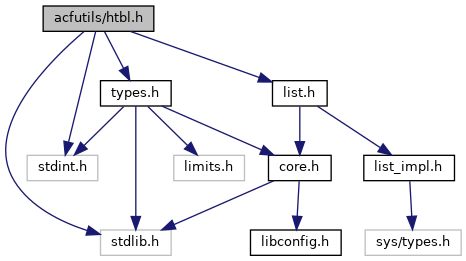 acfutils/htbl.h
types.h
list.h
stdint.h
limits.h
core.h
list_impl.h
stdlib.h
libconfig.h
sys/types.h